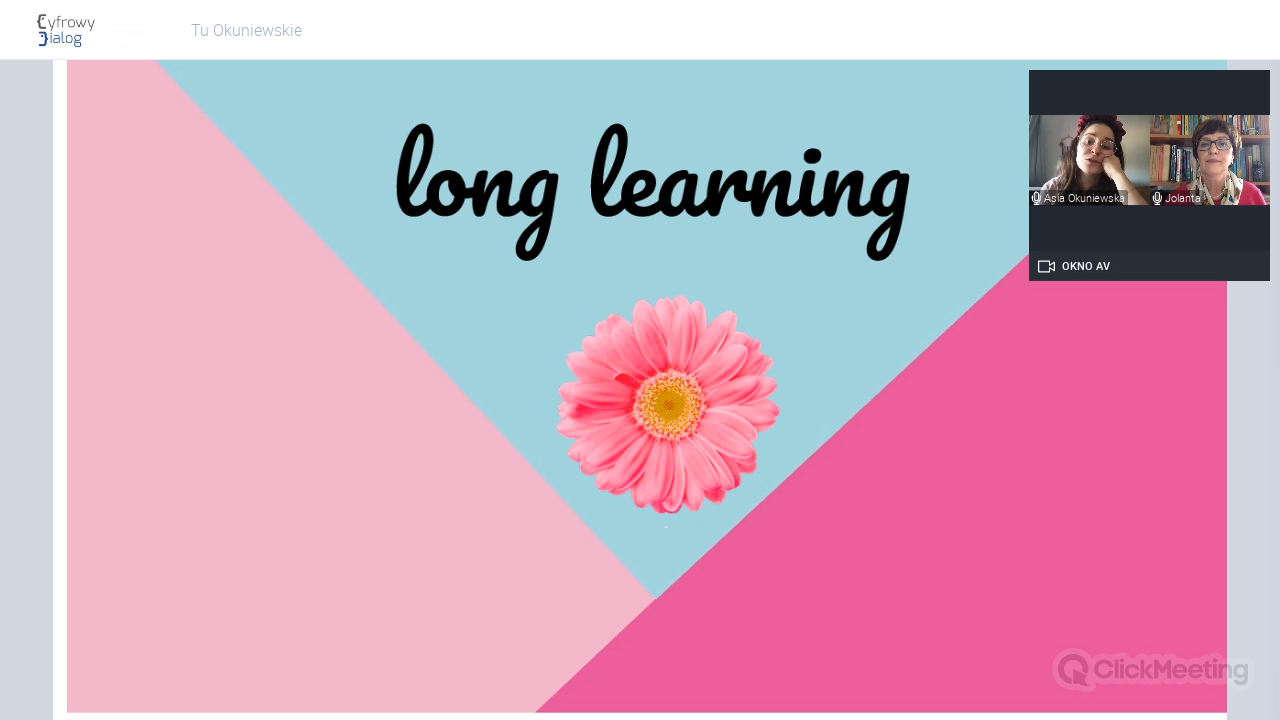 Cyfrowy
Dialog
Tu Okuniewskie
long learning
Asia Okuniewska
Jolanta
OKNO AV
ClickMeeting